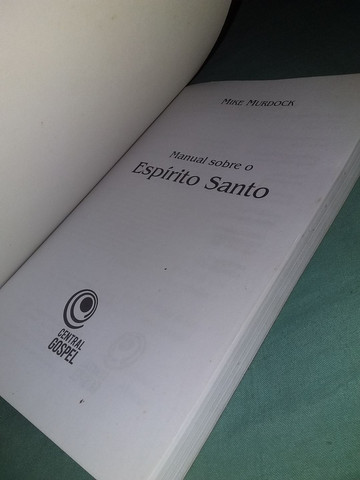 MIKE MURDOCK
Manual sobre o
Espírito Santo
CENTRAL
GOSPEL